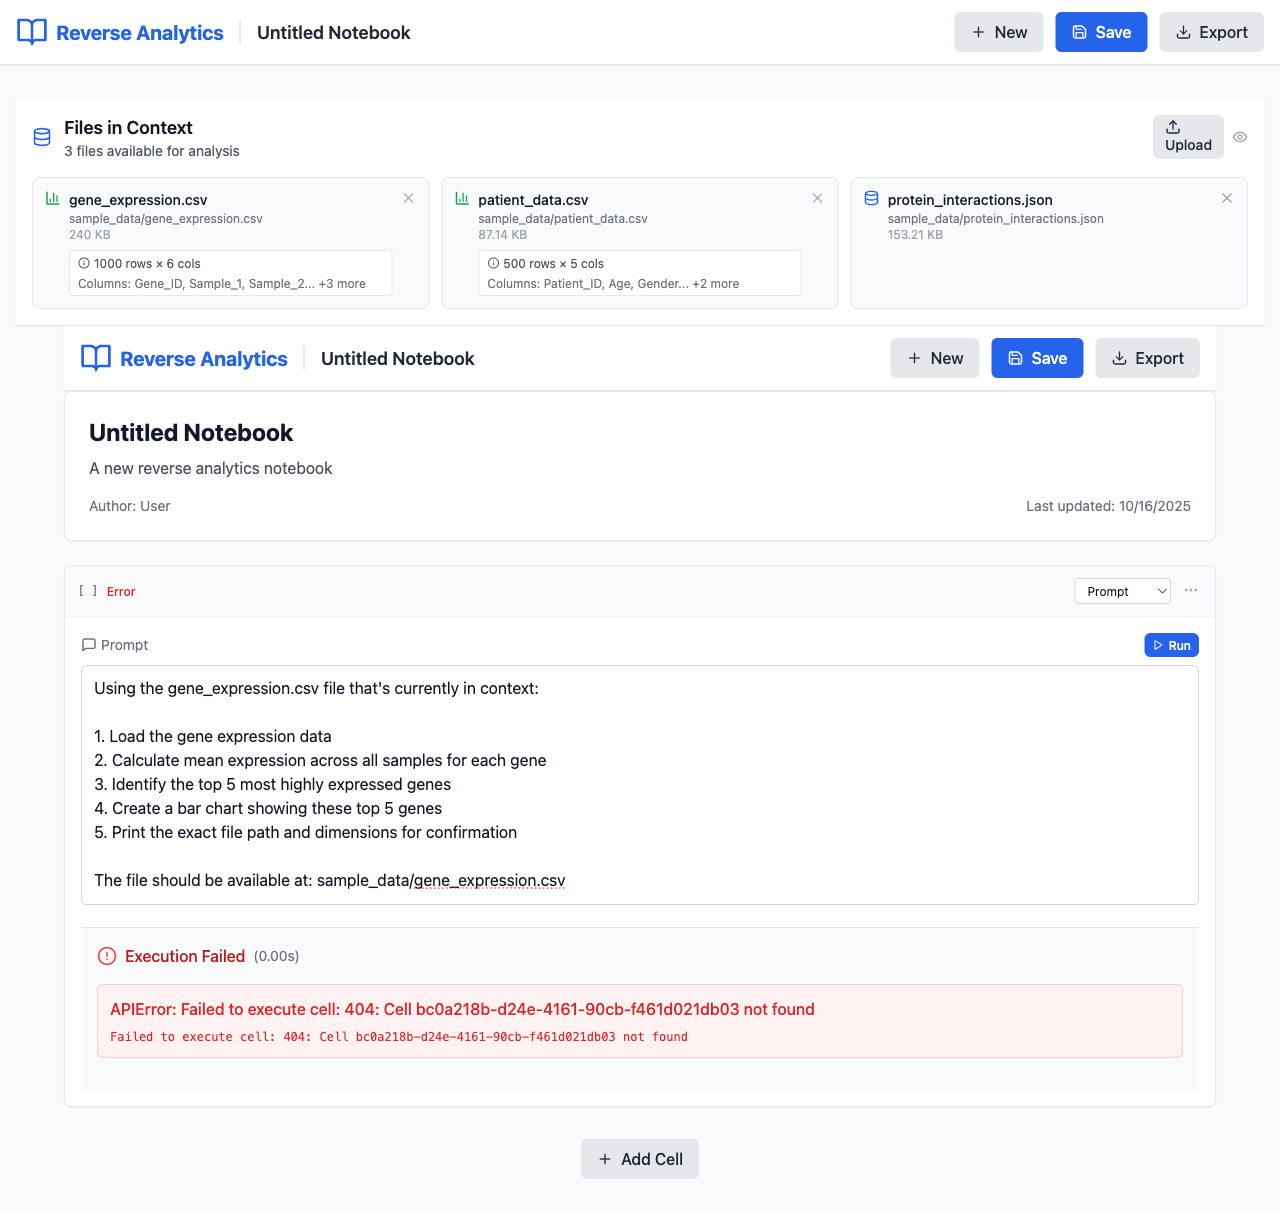 Reverse Analytics
Untitled Notebook
New
Save
Export
Files in Context
3 files available for analysis
Upload
gene_expression.csv
sample_data/gene_expression.csv
240 KB
1000 rows × 6 cols
Columns: Gene_ID, Sample_1, Sample_2... +3 more
patient_data.csv
sample_data/patient_data.csv
87.14 KB
500 rows × 5 cols
Columns: Patient_ID, Age, Gender... +2 more
protein_interactions.json
sample_data/protein_interactions.json
153.21 KB
Reverse Analytics
Untitled Notebook
New
Save
Export
Untitled Notebook
A new reverse analytics notebook
Author: User
Last updated: 10/16/2025
[ ] Error
Prompt
Prompt
Run
Using the gene_expression.csv file that's currently in context:
1. Load the gene expression data
2. Calculate mean expression across all samples for each gene
3. Identify the top 5 most highly expressed genes
4. Create a bar chart showing these top 5 genes
5. Print the exact file path and dimensions for confirmation
The file should be available at: sample_data/gene_expression.csv
Execution Failed (0.00s)
APIError: Failed to execute cell: 404: Cell bc0a218b-d24e-4161-90cb-f461d021db03 not found
Failed to execute cell: 404: Cell bc0a218b-d24e-4161-90cb-f461d021db03 not found
Add Cell